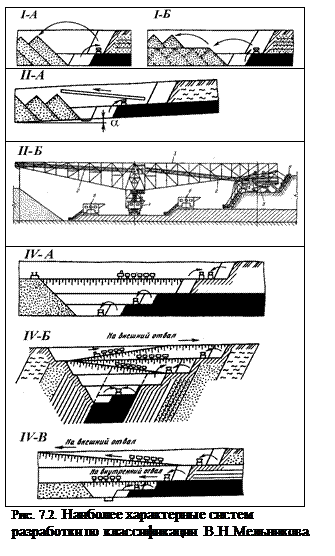 I-А
I-Б
II-А
α
II-Б
IV-А
IV-Б
На внешний отвал
IV-В
На внешний отвал
На внутренний отвал
Рис. 7.2. Наиболее характерные систем
разработки по классификации В.Н.Мельникова